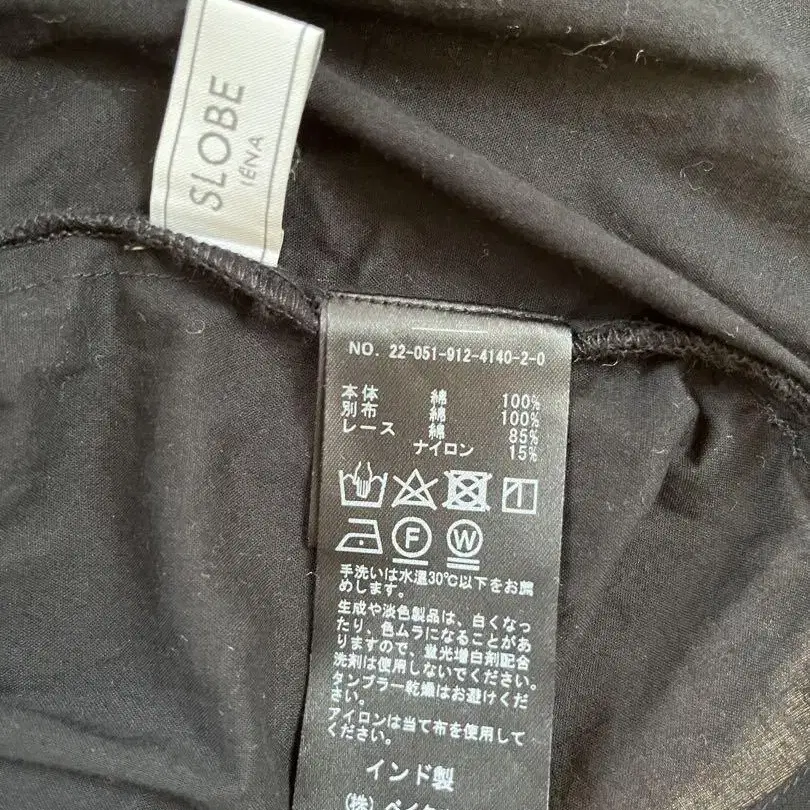 SLOBE
IÉNA
NO. 22-051-912-4140-2-0
本体 綿 100%
別布 綿 100%
レース 綿 85%
ナイロン 15%
F W
手洗いは水温30℃以下をお薦
めします。
生成や淡色製品は、白くなっ
たり、色ムラになることがあ
りますので、蛍光増白剤配合
洗剤は使用しないでください。
タンブラー乾燥はお避けくだ
さい。
アイロンは当て布を使用して
ください。
インド製
(株)